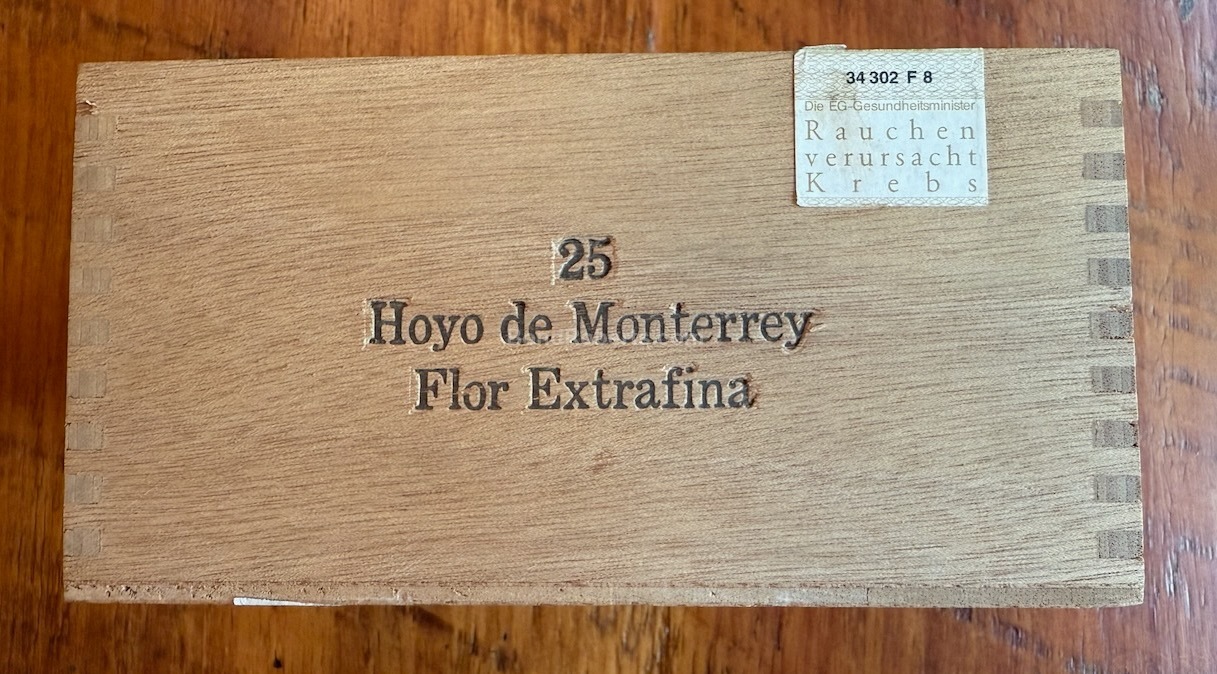 34 302 F 8
Die EG-Gesundheitsminister
Rauchen
verursacht
Krebs
25
Hoyo de Monterrey
Flor Extrafina